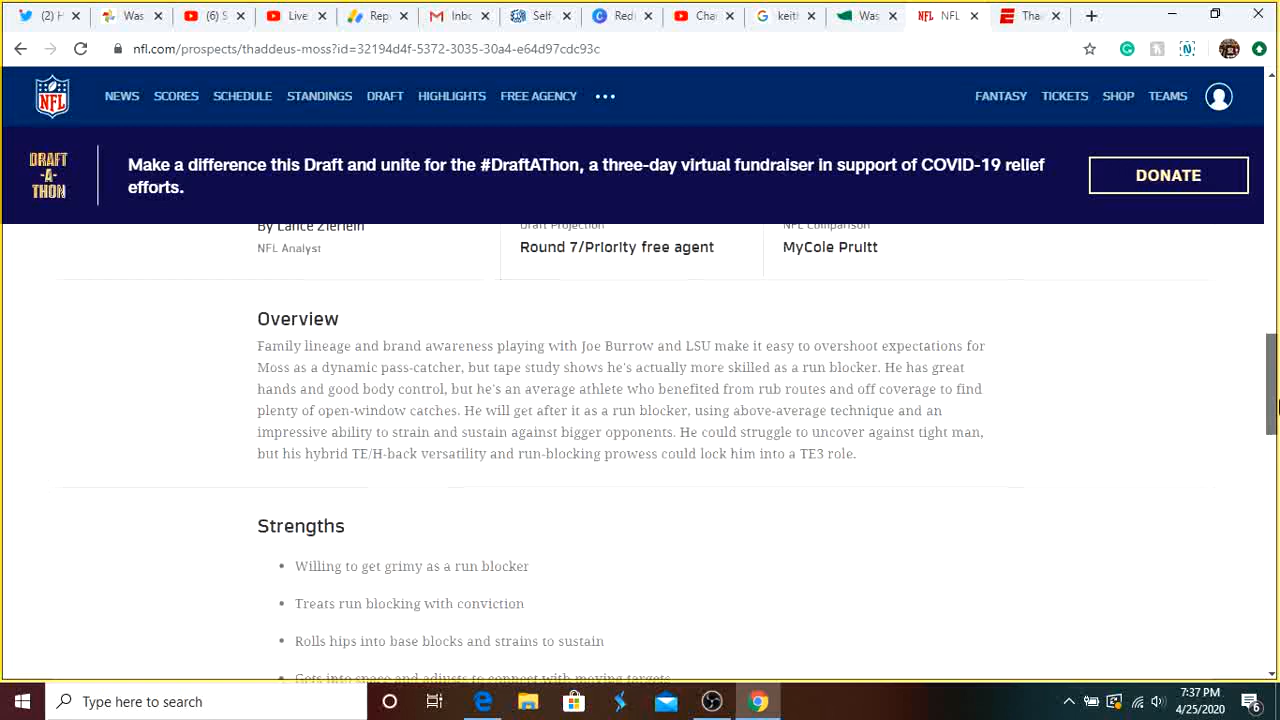 (2) H
Was
(6) S
Live
Rep
Inbc
Self-
Red
Cha
keith
Was
NFL NFL
Tha
nfl.com/prospects/thaddeus-moss?id=32194d4f-5372-3035-30a4-e64d97cdc93c
NFL
NEWS SCORES SCHEDULE STANDINGS DRAFT HIGHLIGHTS FREE AGENCY
FANTASY TICKETS SHOP TEAMS
DRAFT
-A-
THON
Make a difference this Draft and unite for the #DraftAThon, a three-day virtual fundraiser in support of COVID-19 relief
efforts.
DONATE
By Lance Zierlein
NFL Analyst
Draft Projection
Round 7/Priority free agent
NFL Comparison
MyCole Pruitt
Overview
Family lineage and brand awareness playing with Joe Burrow and LSU make it easy to overshoot expectations for
Moss as a dynamic pass-catcher, but tape study shows he's actually more skilled as a run blocker. He has great
hands and good body control, but he's an average athlete who benefited from rub routes and off coverage to find
plenty of open-window catches. He will get after it as a run blocker, using above-average technique and an
impressive ability to strain and sustain against bigger opponents. He could struggle to uncover against tight man,
but his hybrid TE/H-back versatility and run-blocking prowess could lock him into a TE3 role.
Strengths
• Willing to get grimy as a run blocker
• Treats run blocking with conviction
• Rolls hips into base blocks and strains to sustain
• Gets into space and adjusts to connect with moving targets
Type here to search
7:37 PM
4/25/2020
6